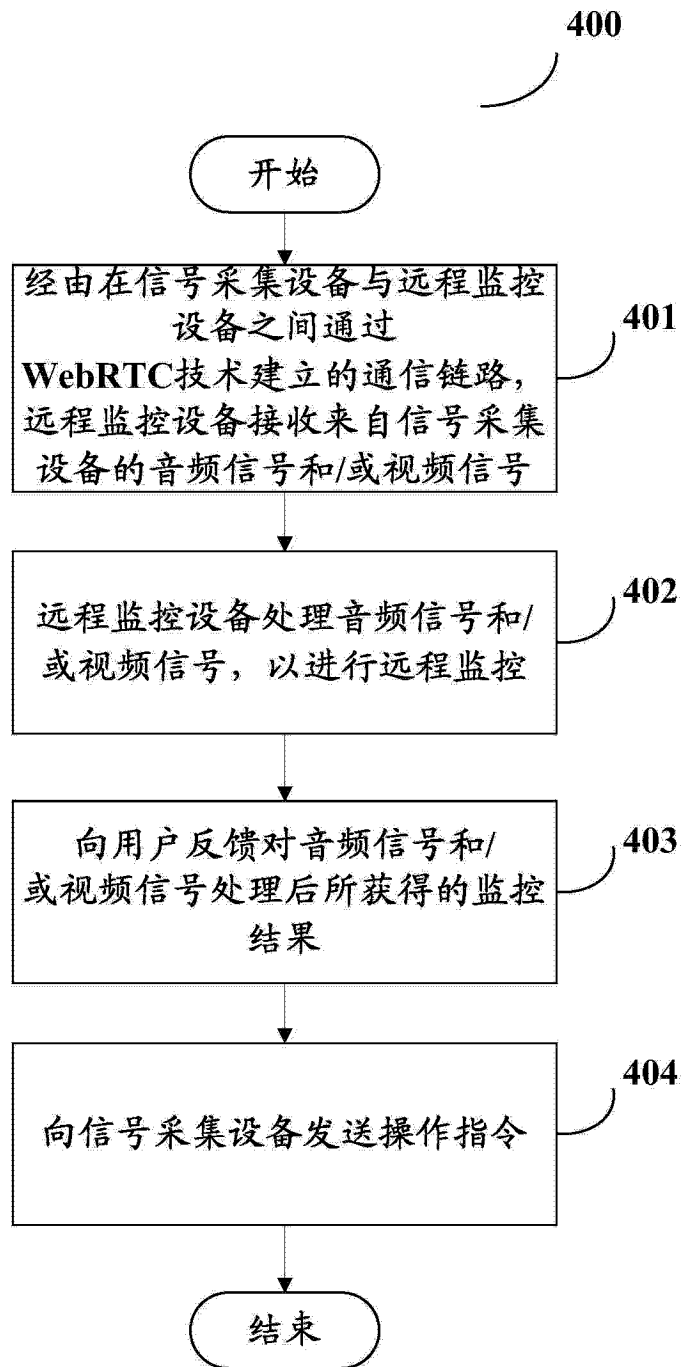 400
开始
经由在信号采集设备与远程监控
设备之间通过
WebRTC技术建立的通信链路，
远程监控设备接收来自信号采集
设备的音频信号和/或视频信号
401
远程监控设备处理音频信号和/
或视频信号，以进行远程监控
402
向用户反馈对音频信号和/
或视频信号处理后所获得的监控
结果
403
向信号采集设备发送操作指令
404
结束